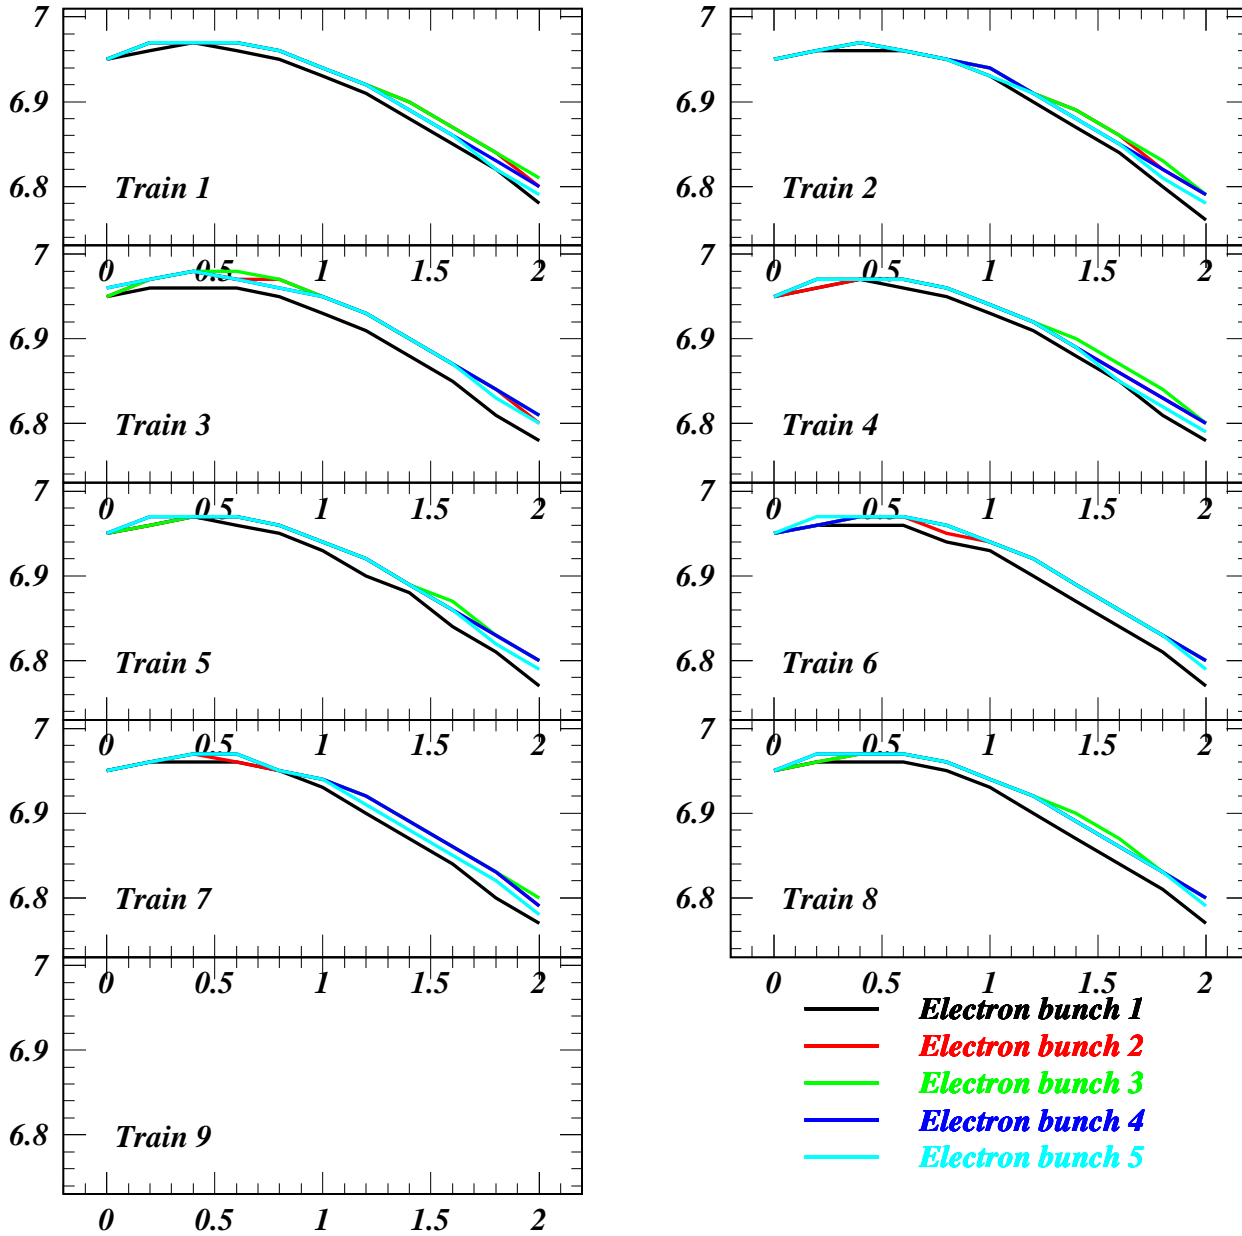 7 7
6.9 6.9
6.8 6.8
Train 1 Train 2
7 0 0.5 1 1.5 2 7 0 0.5 1 1.5 2
6.9 6.9
6.8 6.8
Train 3 Train 4
7 0 0.5 1 1.5 2 7 0 0.5 1 1.5 2
6.9 6.9
6.8 6.8
Train 5 Train 6
7 0 0.5 1 1.5 2 7 0 0.5 1 1.5 2
6.9 6.9
6.8 6.8
Train 7 Train 8
7 0 0.5 1 1.5 2 0 0.5 1 1.5 2
6.9
6.8
Train 9
0 0.5 1 1.5 2
Electron bunch 1
Electron bunch 2
Electron bunch 3
Electron bunch 4
Electron bunch 5